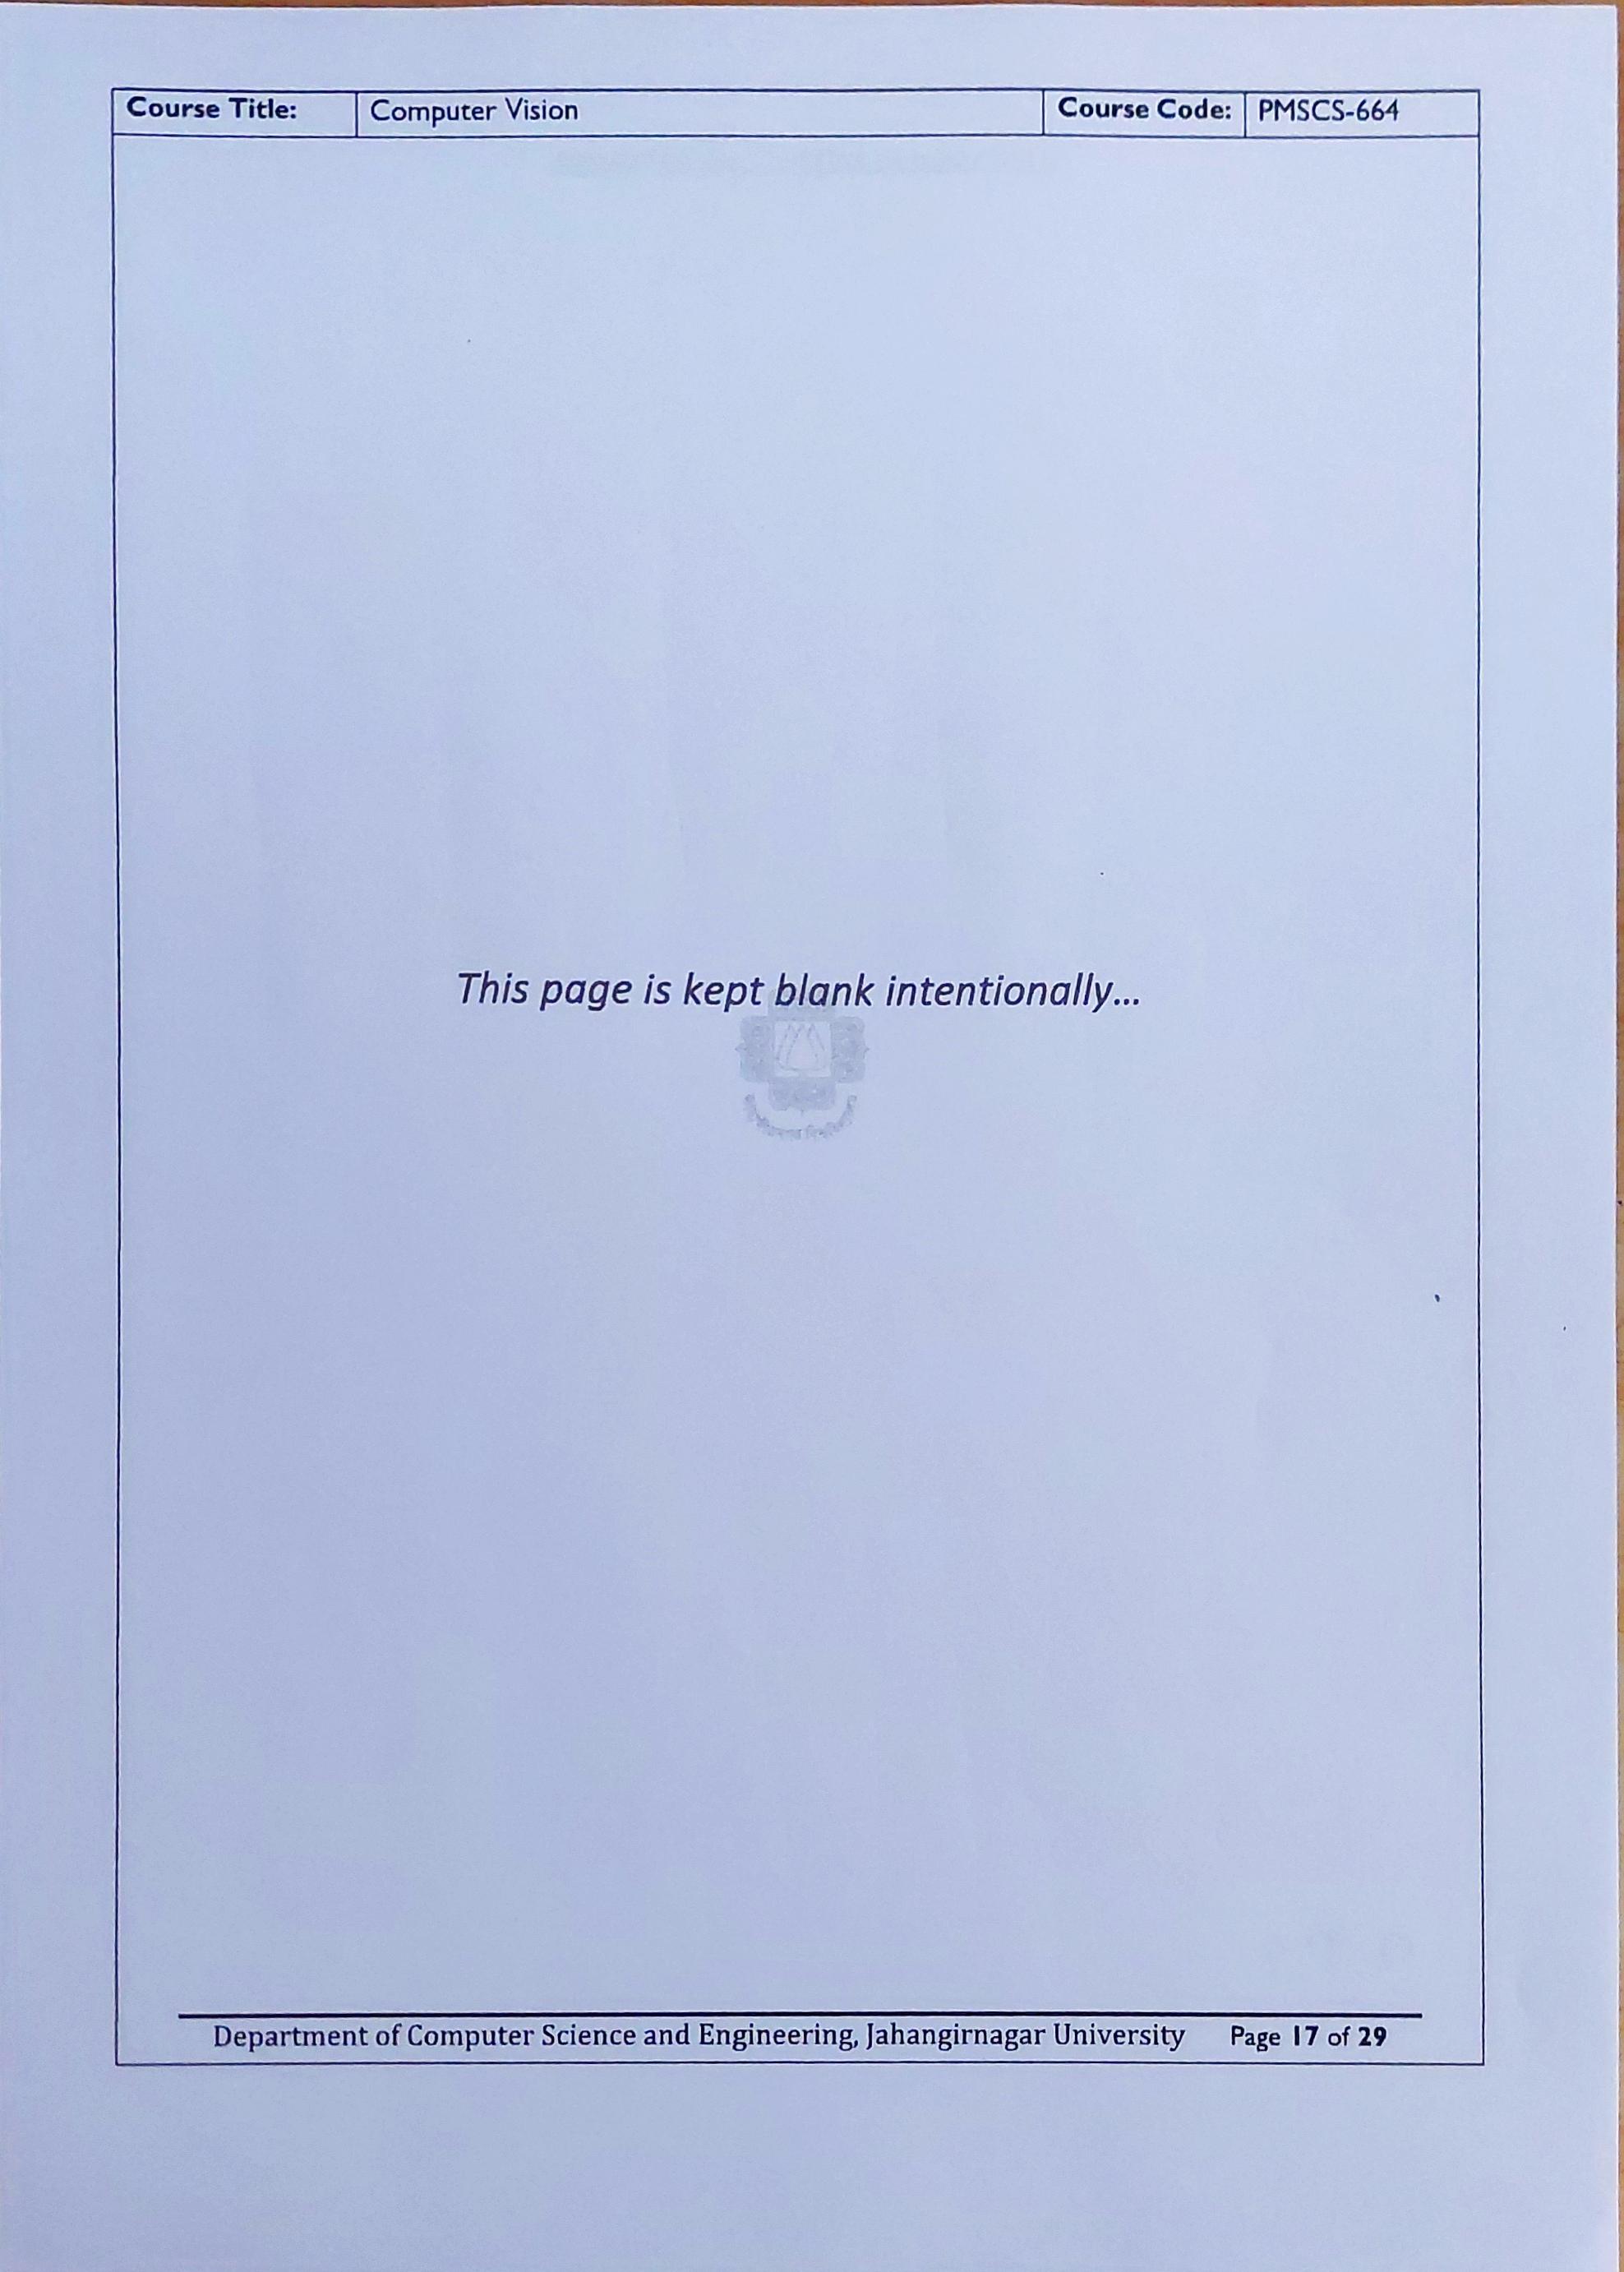 Course Title: Computer Vision Course Code: PMSCS-664
This page is kept blank intentionally...
Department of Computer Science and Engineering, Jahangirnagar University Page 17 of 29